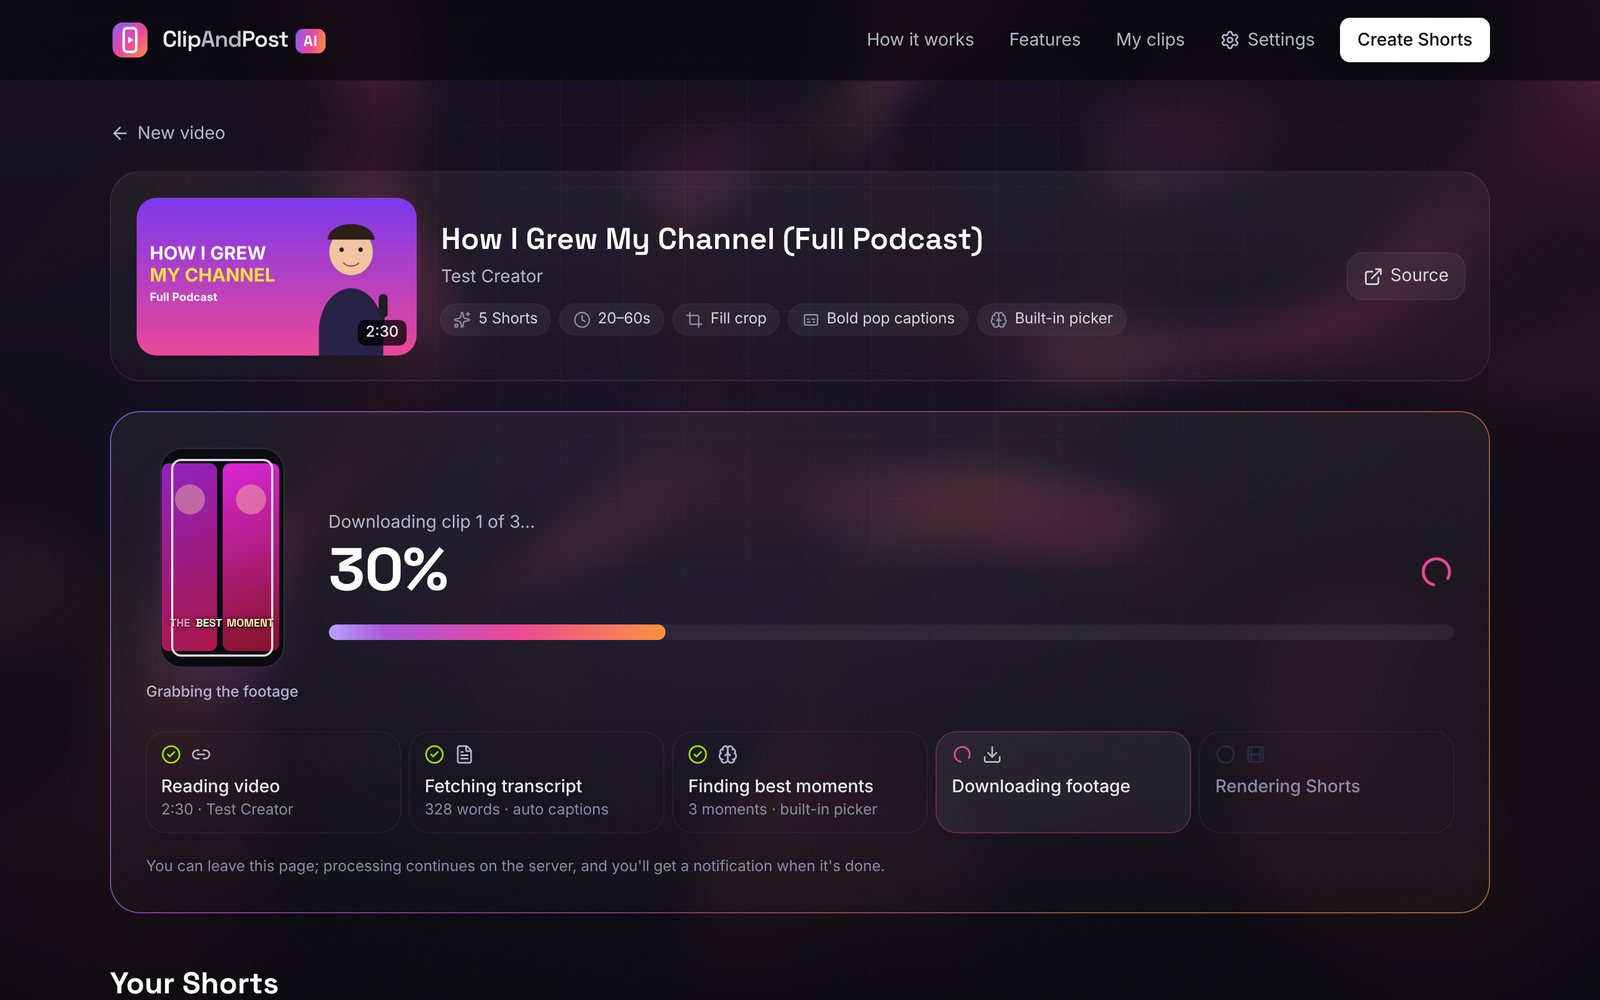 ClipAndPost AI
How it works
Features
My clips
Settings
Create Shorts
New video
HOW I GREW
MY CHANNEL
Full Podcast
2:30
How I Grew My Channel (Full Podcast)
Test Creator
5 Shorts
20–60s
Fill crop
Bold pop captions
Built-in picker
Source
THE BEST MOMENT
Grabbing the footage
Downloading clip 1 of 3...
30%
Reading video
2:30 · Test Creator
Fetching transcript
328 words · auto captions
Finding best moments
3 moments · built-in picker
Downloading footage
Rendering Shorts
You can leave this page; processing continues on the server, and you'll get a notification when it's done.
Your Shorts